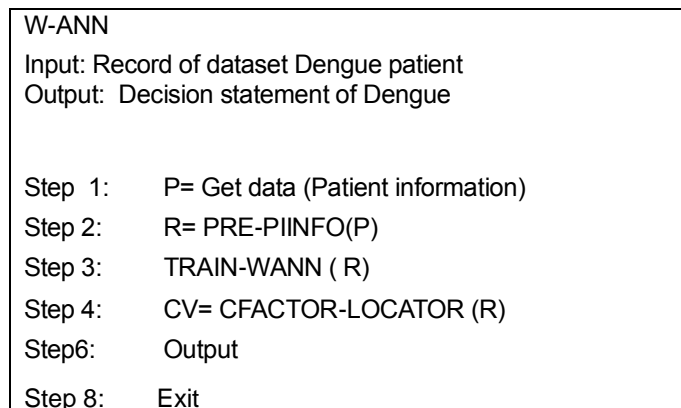 W-ANN
Input: Record of dataset Dengue patient
Output: Decision statement of Dengue
Step 1: P= Get data (Patient information)
Step 2: R= PRE-PIINFO(P)
Step 3: TRAIN-WANN ( R)
Step 4: CV= CFACTOR-LOCATOR (R)
Step6: Output
Step 8: Exit